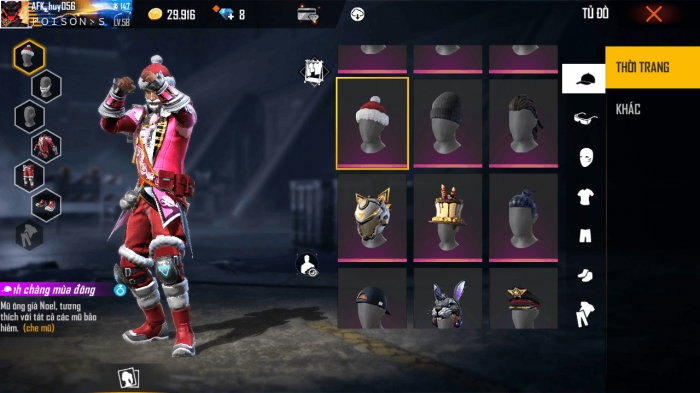 AFK_huy056
147
POISON>S
LV.58
29.916
8
TỦ ĐỒ
THỜI TRANG
KHÁC
nh chàng mùa đông
Mũ ông già Noel, tương
thích với tất cả các mũ bảo
hiểm. (che mũ)